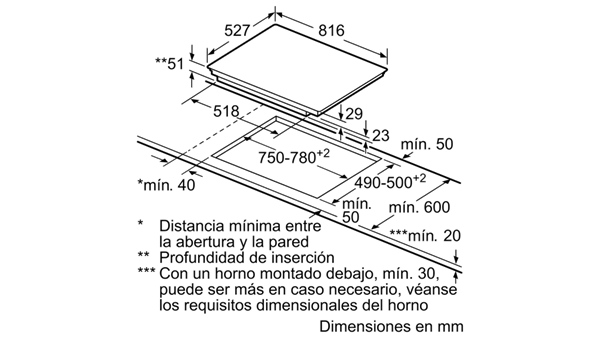 527
816
**51
518
29
23
mín. 50
750-780+2
490-500+2
*mín. 40
mín.
50
mín. 600
***mín. 20
* Distancia mínima entre
la abertura y la pared
** Profundidad de inserción
*** Con un horno montado debajo, mín. 30,
puede ser más en caso necesario, véanse
los requisitos dimensionales del horno
Dimensiones en mm